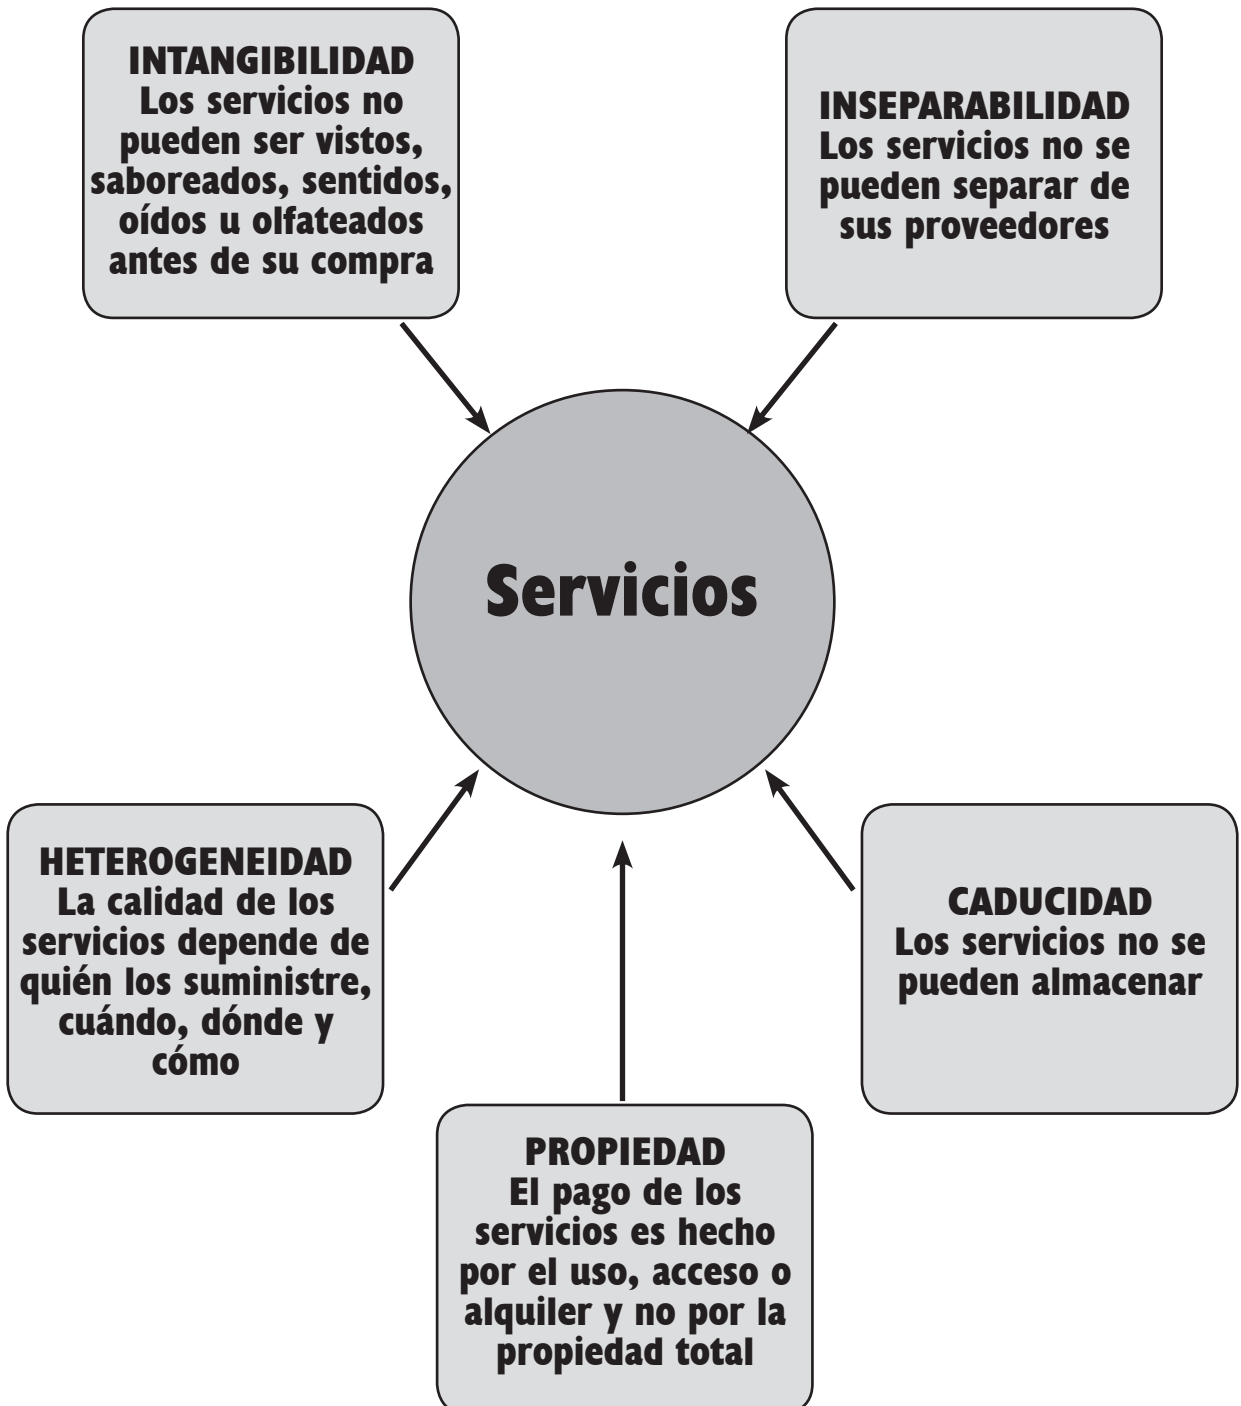 INTANGIBILIDAD
Los servicios no
pueden ser vistos,
saboreados, sentidos,
oídos u olfateados
antes de su compra
INSEPARABILIDAD
Los servicios no se
pueden separar de
sus proveedores
Servicios
HETEROGENEIDAD
La calidad de los
servicios depende de
quién los suministre,
cuándo, dónde y
cómo
CADUCIDAD
Los servicios no se
pueden almacenar
PROPIEDAD
El pago de los
servicios es hecho
por el uso, acceso o
alquiler y no por la
propiedad total